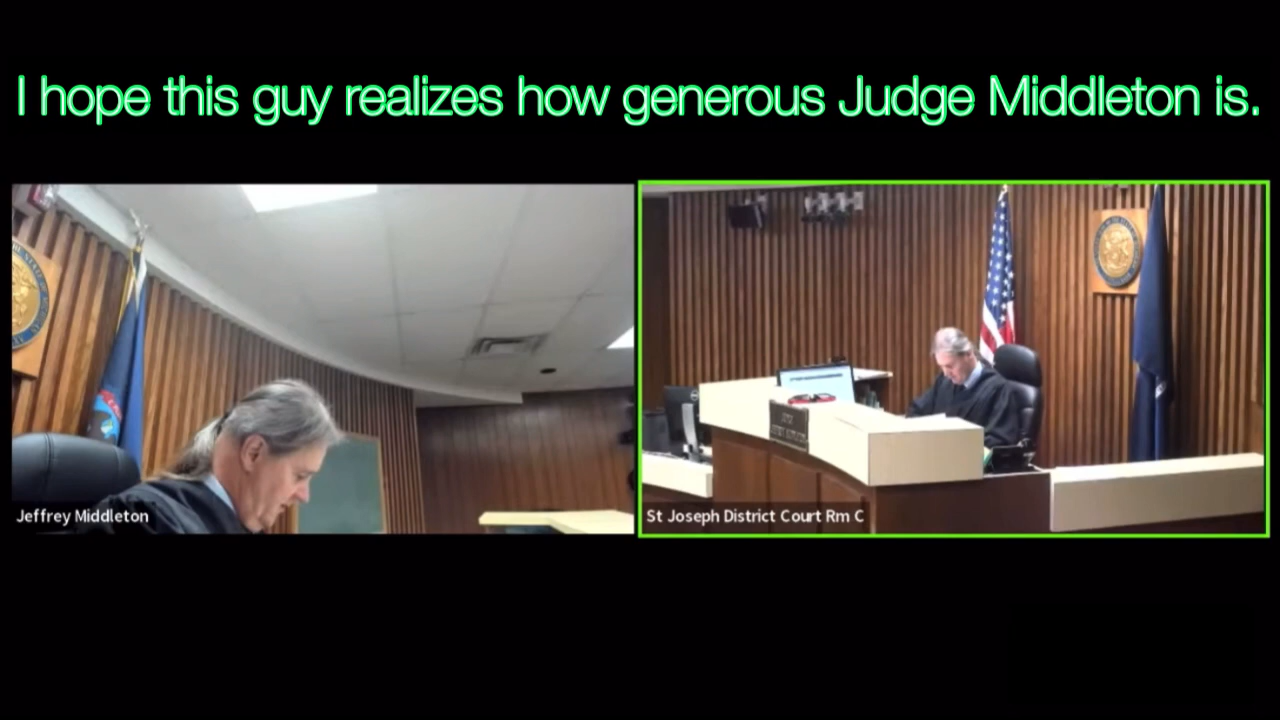 I hope this guy realizes how generous Judge Middleton is.
Jeffrey Middleton
St Joseph District Court Rm C